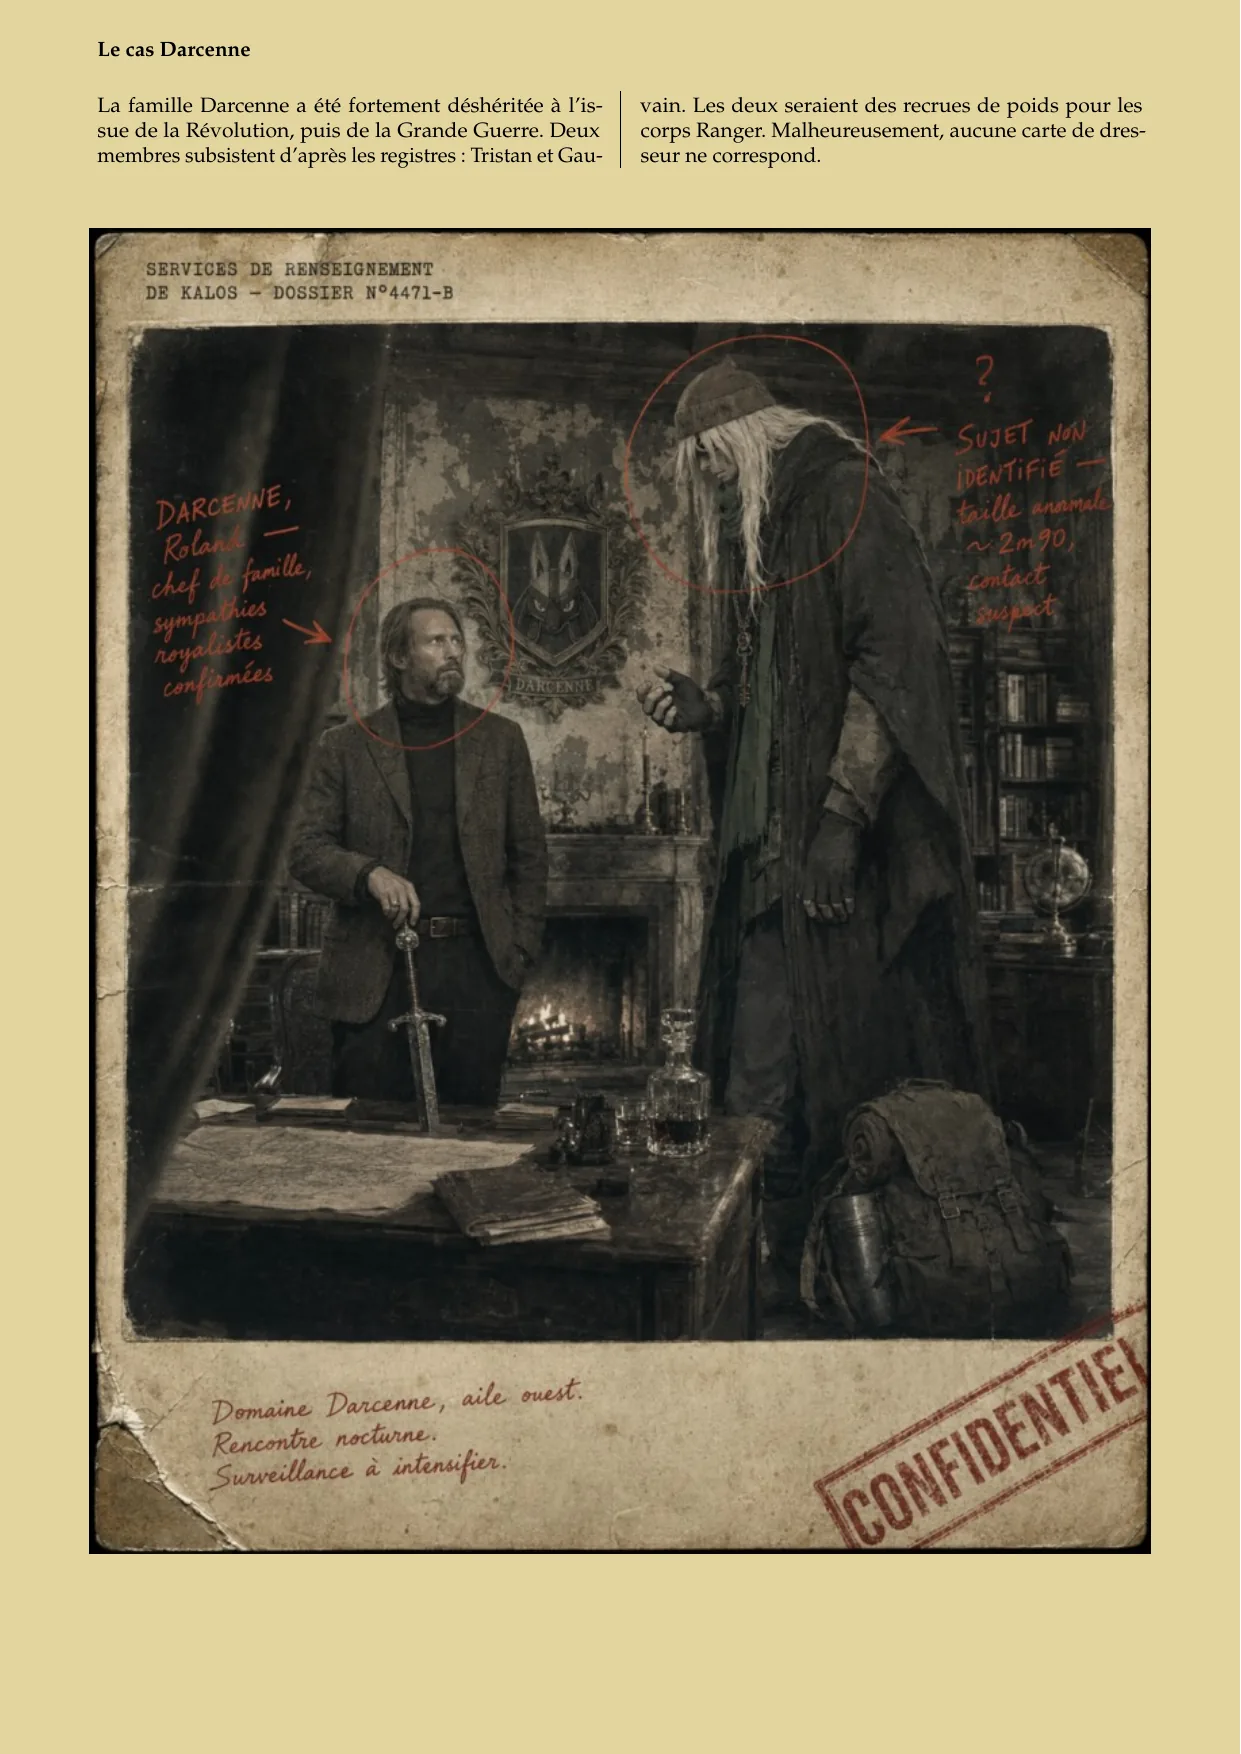 Le cas Darcenne
La famille Darcenne a été fortement déshéritée à l'is-
sue de la Révolution, puis de la Grande Guerre. Deux
membres subsistent d'après les registres : Tristan et Gau-
vain. Les deux seraient des recrues de poids pour les
corps Ranger. Malheureusement, aucune carte de dres-
seur ne correspond.
SERVICES DE RENSEIGNEMENT
DE KALOS – DOSSIER N°4471-B
?
SUJET NON
IDENTIFIÉ —
taille anormale
~ 2m90,
contact
suspect
DARCENNE,
Roland —
chef de famille,
sympathies
royalistes
confirmées
DARCENNE
Domaine Darcenne, aile ouest.
Rencontre nocturne.
Surveillance à intensifier.
CONFIDENTIEL